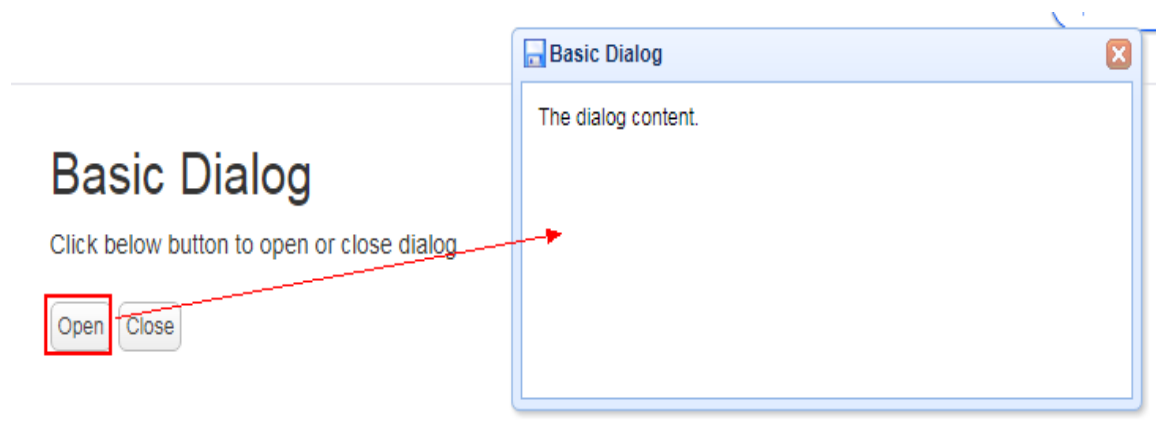 Basic Dialog
The dialog content.
Basic Dialog
Click below button to open or close dialog
Open Close